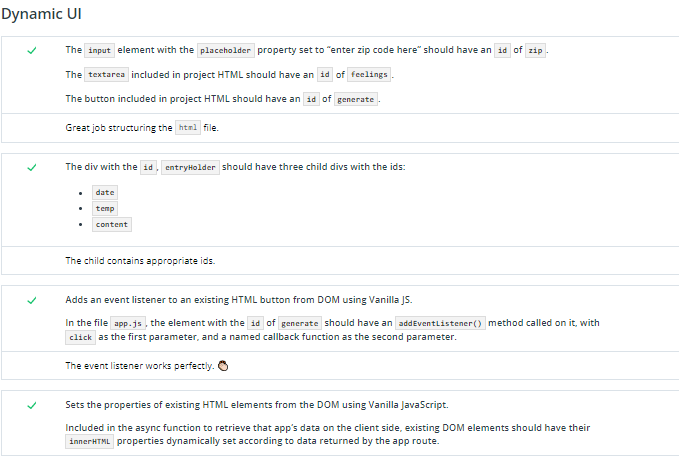 Dynamic UI
The input element with the placeholder property set to “enter zip code here” should have an id of zip.
The textarea included in project HTML should have an id of feelings.
The button included in project HTML should have an id of generate.
Great job structuring the html file.
The div with the id, entryHolder should have three child divs with the ids:
• date
• temp
• content
The child contains appropriate ids.
Adds an event listener to an existing HTML button from DOM using Vanilla JS.
In the file app.js, the element with the id of generate should have an addEventListener() method called on it, with
click as the first parameter, and a named callback function as the second parameter.
The event listener works perfectly.
Sets the properties of existing HTML elements from the DOM using Vanilla JavaScript.
Included in the async function to retrieve that app's data on the client side, existing DOM elements should have their
innerHTML properties dynamically set according to data returned by the app route.